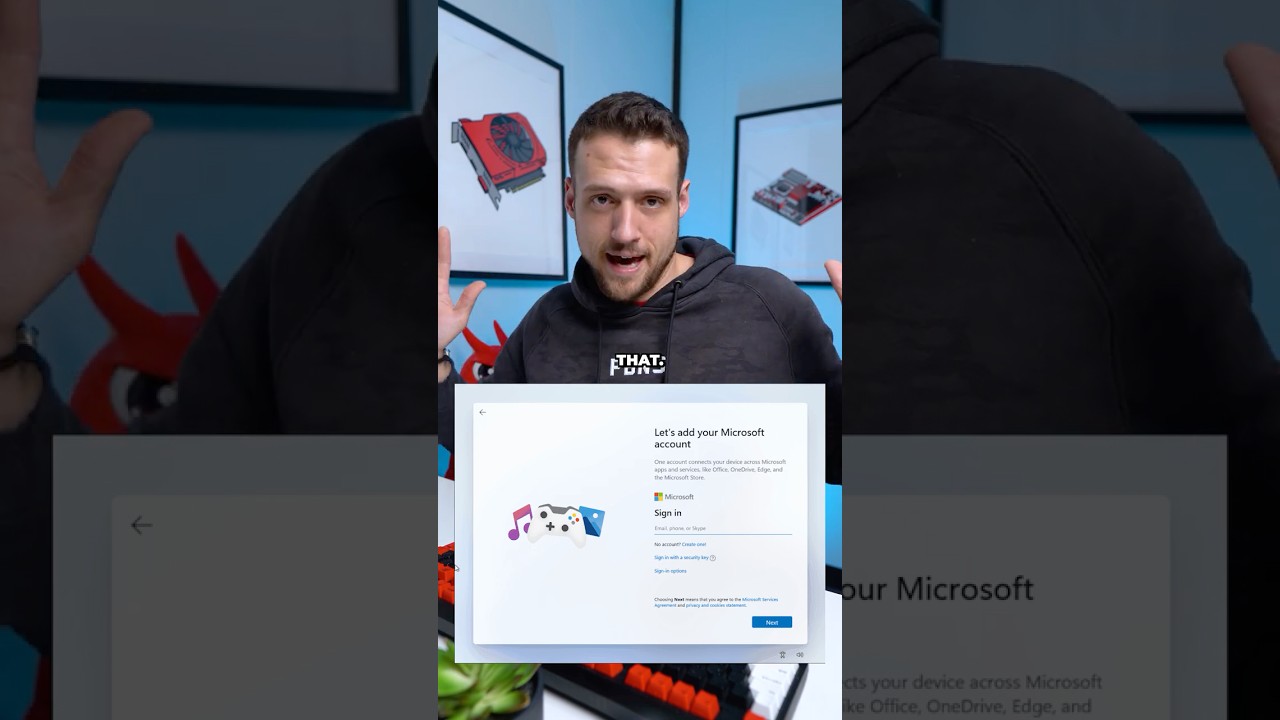 THAT.
Let's add your Microsoft
account
One account connects your device across Microsoft
apps and services, like Office, OneDrive, Edge, and
the Microsoft Store.
Microsoft
Sign in
Email, phone, or Skype
No account? Create one!
Sign in with a security key
Sign-in options
Choosing Next means that you agree to the Microsoft Services
Agreement and privacy and cookies statement.
Next
our Microsoft
cts your device across Microsoft
ike Office, OneDrive, Edge, and